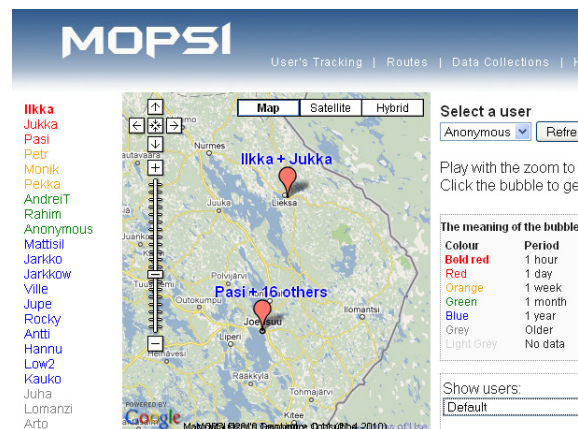 MOPSI
User's Tracking | Routes | Data Collections | H
Ilkka
Jukka
Pasi
Petr
Monik
Pekka
AndreiT
Rahim
Anonymous
Mattisil
Jarkko
Jarkkow
Ville
Jupe
Rocky
Antti
Hannu
Low2
Kauko
Juha
Lomanzi
Arto
Map Satellite Hybrid
Nurmes
Ilkka + Jukka
Juuka
Lieksa
Polvijärvi
Pasi + 16 others
Outokumpu
Ilomantsi
Joensuu
Liperi
Rääkkylä
Tohmajärvi
Kitee
POWERED BY
Google
Select a user
Anonymous Refre
Play with the zoom to
Click the bubble to ge
The meaning of the bubble
Colour Period
Bold red 1 hour
Red 1 day
Orange 1 week
Green 1 month
Blue 1 year
Grey Older
Light Grey No data
Show users:
Default